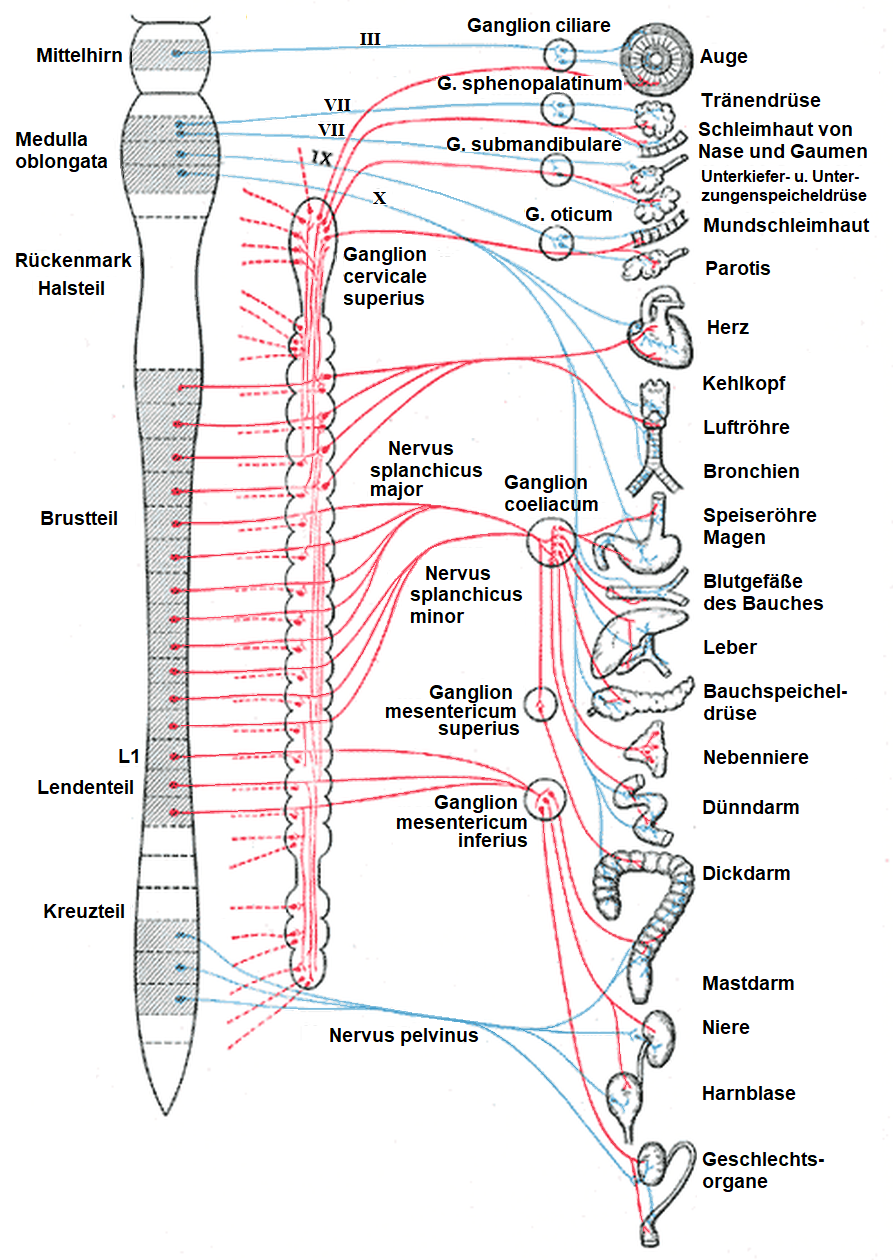 Mittelhirn
Medulla
oblongata
Rückenmark
Halsteil
Brustteil
L1
Lendenteil
Kreuzteil
III
VII
VII
IX
X
Ganglion ciliare
G. sphenopalatinum
G. submandibulare
G. oticum
Ganglion
cervicale
superius
Nervus
splanchicus
major
Ganglion
coeliacum
Nervus
splanchicus
minor
Ganglion
mesentericum
superius
Ganglion
mesentericum
inferius
Nervus pelvinus
Auge
Tränendrüse
Schleimhaut von
Nase und Gaumen
Unterkiefer- u. Unter-
zungenspeicheldrüse
Mundschleimhaut
Parotis
Herz
Kehlkopf
Luftröhre
Bronchien
Speiseröhre
Magen
Blutgefäße
des Bauches
Leber
Bauchspeichel-
drüse
Nebenniere
Dünndarm
Dickdarm
Mastdarm
Niere
Harnblase
Geschlechts-
organe